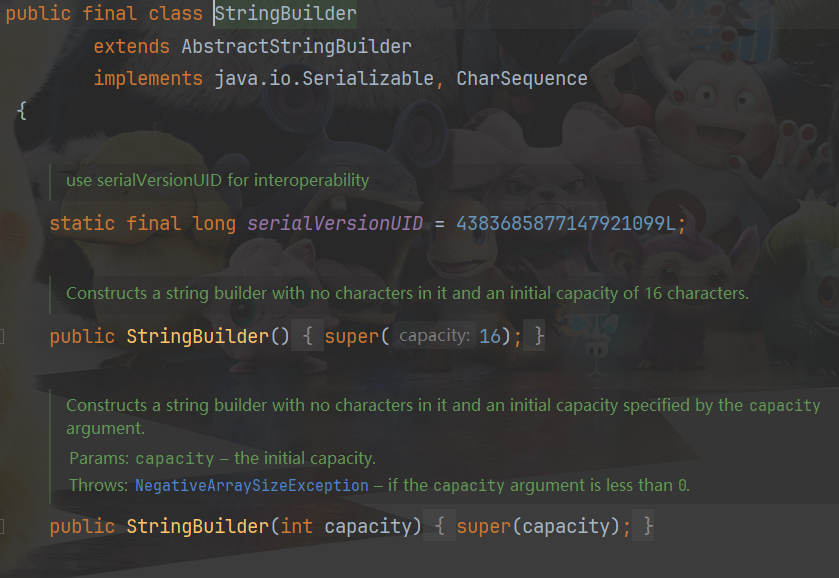 public final class StringBuilder
extends AbstractStringBuilder
implements java.io.Serializable, CharSequence
{
use serialVersionUID for interoperability
static final long serialVersionUID = 4383685877147921099L;
Constructs a string builder with no characters in it and an initial capacity of 16 characters.
public StringBuilder() { super( capacity: 16); }
Constructs a string builder with no characters in it and an initial capacity specified by the capacity
argument.
Params: capacity – the initial capacity.
Throws: NegativeArraySizeException – if the capacity argument is less than 0.
public StringBuilder(int capacity) { super(capacity); }